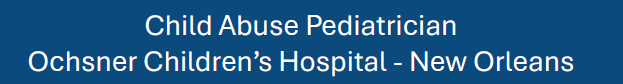 Child Abuse Pediatrician
Ochsner Children’s Hospital - New Orleans